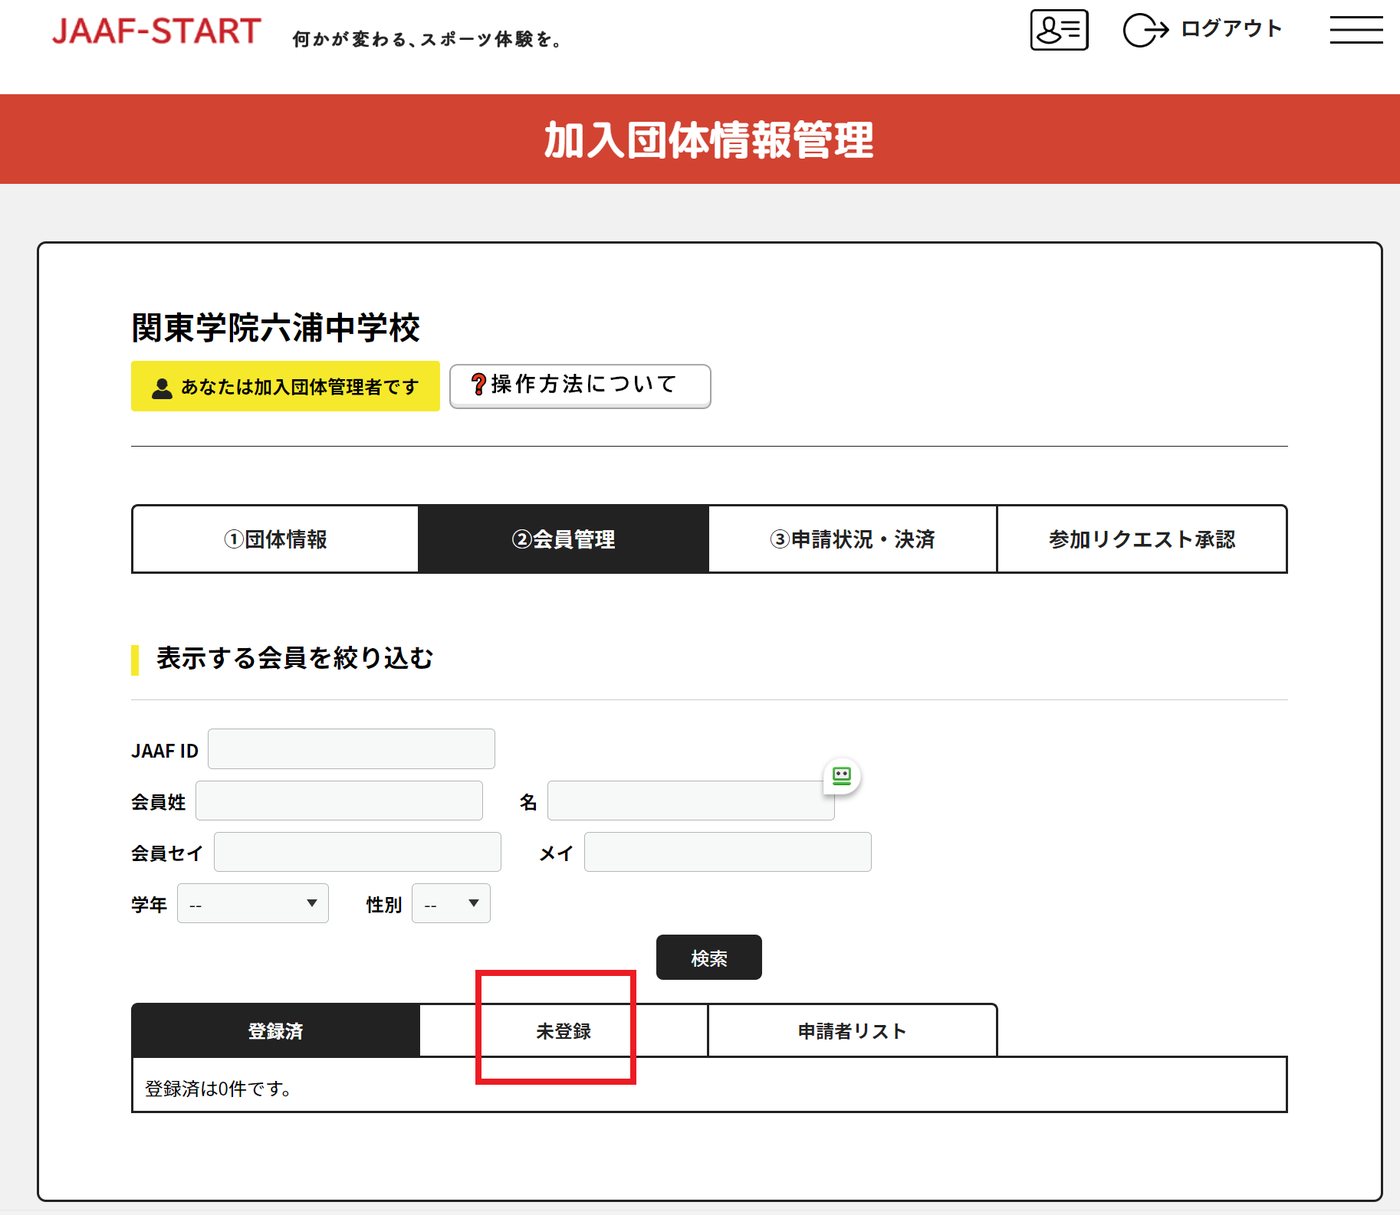 JAAF-START 何かが変わる、スポーツ体験を。 ログアウト
加入団体情報管理
関東学院六浦中学校
あなたは加入団体管理者です ❓操作方法について
①団体情報 ②会員管理 ③申請状況・決済 参加リクエスト承認
表示する会員を絞り込む
JAAF ID
会員姓 名
会員セイ メイ
学年 -- 性別 --
検索
登録済 未登録 申請者リスト
登録済は0件です。